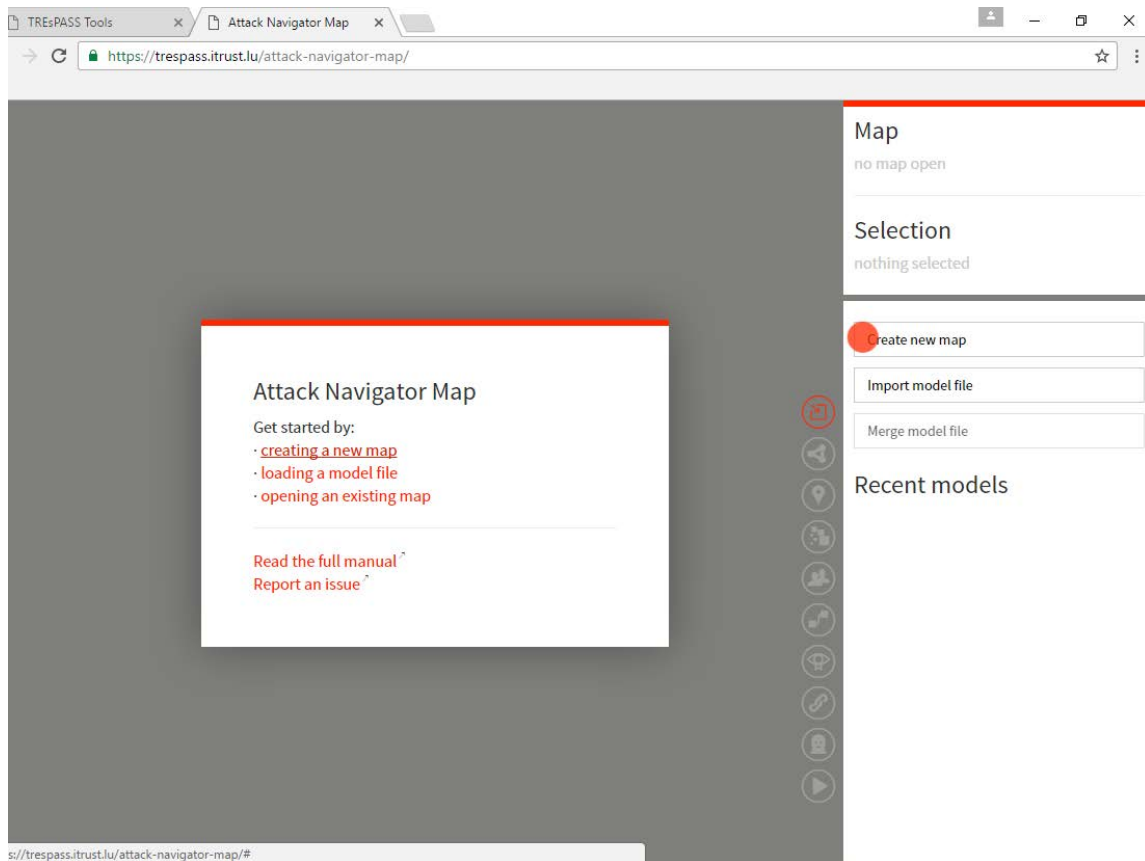 TREsPASS Tools
Attack Navigator Map
https://trespass.itrust.lu/attack-navigator-map/
Map
no map open
Selection
nothing selected
Create new map
Import model file
Merge model file
Recent models
Attack Navigator Map
Get started by:
· creating a new map
· loading a model file
· opening an existing map
Read the full manual↗
Report an issue↗
s://trespass.itrust.lu/attack-navigator-map/#